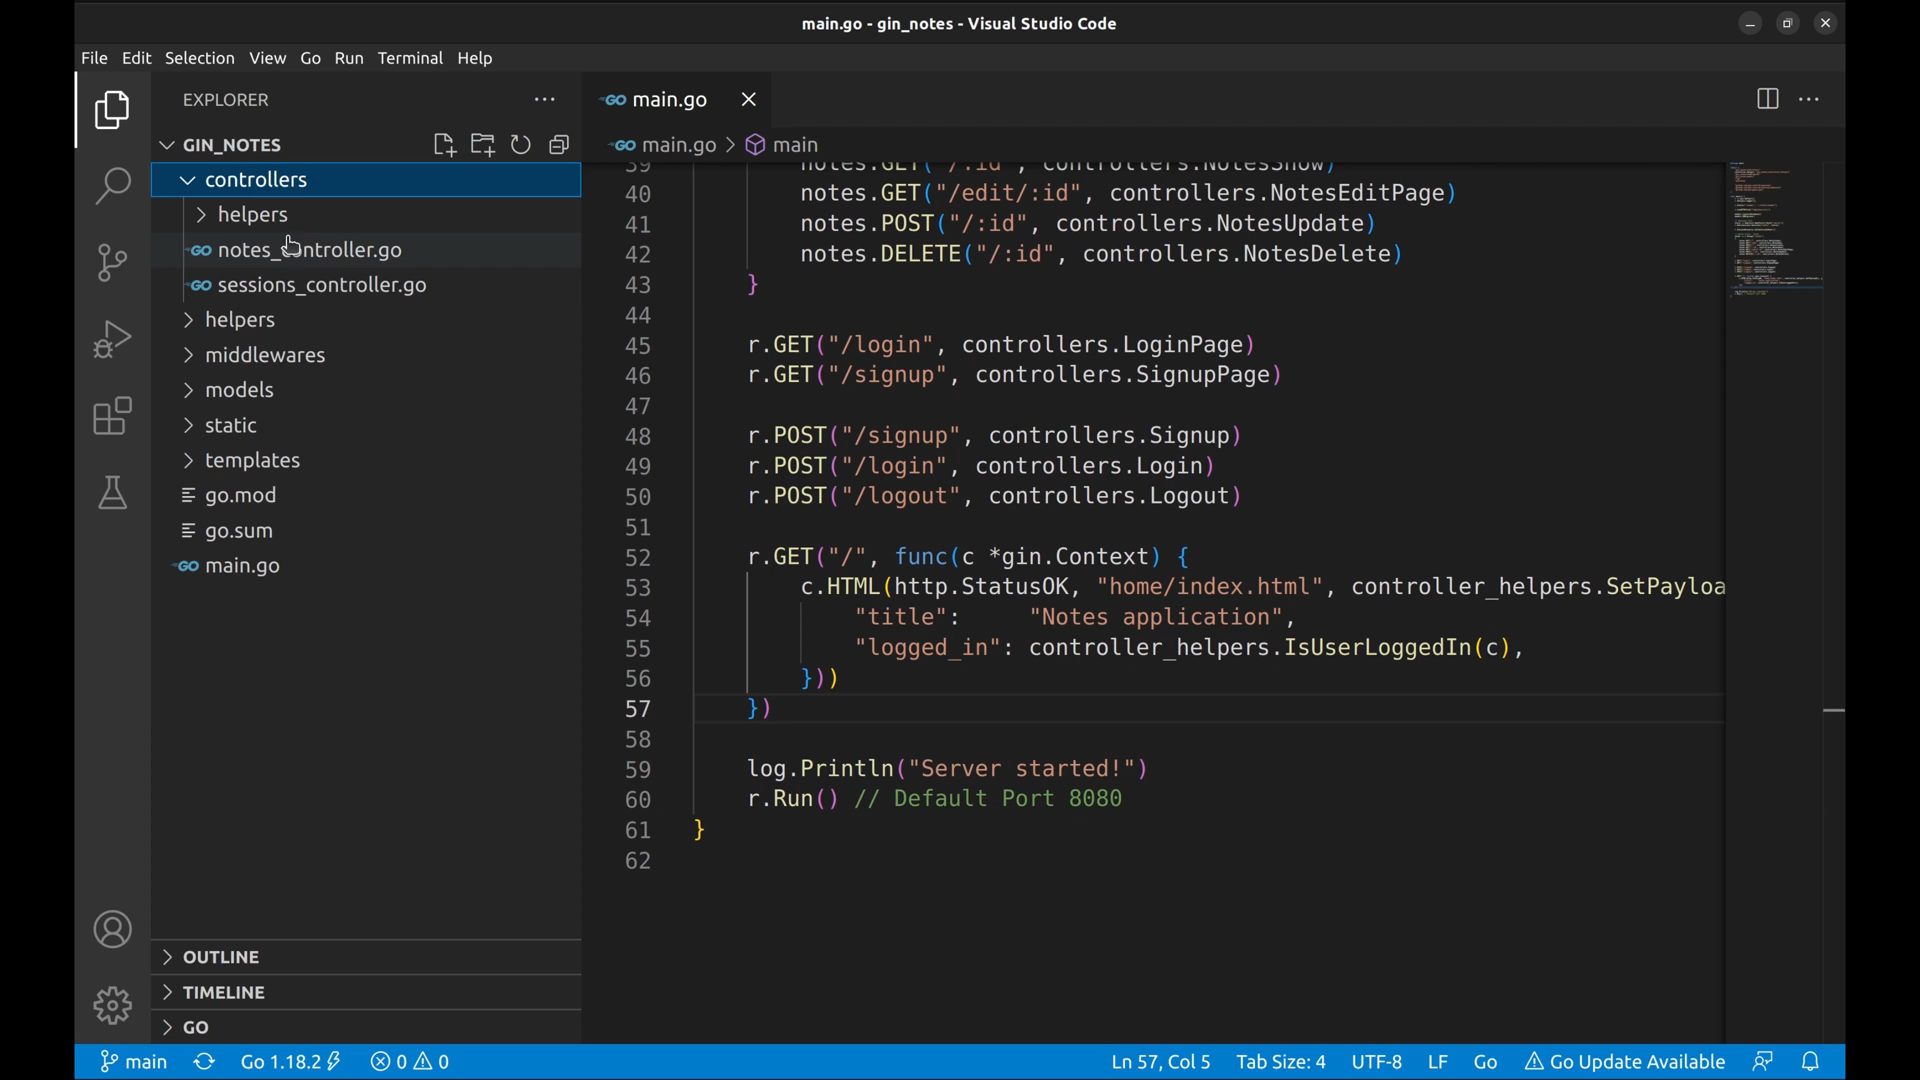 main.go - gin_notes - Visual Studio Code
File Edit Selection View Go Run Terminal Help
EXPLORER
GIN_NOTES
controllers
helpers
notes_controller.go
sessions_controller.go
helpers
middlewares
models
static
templates
go.mod
go.sum
main.go
OUTLINE
TIMELINE
GO
main.go
main.go > main
39 notes.GET("/:id", controllers.NotesShow)
40 notes.GET("/edit/:id", controllers.NotesEditPage)
41 notes.POST("/:id", controllers.NotesUpdate)
42 notes.DELETE("/:id", controllers.NotesDelete)
43 }
44
45 r.GET("/login", controllers.LoginPage)
46 r.GET("/signup", controllers.SignupPage)
47
48 r.POST("/signup", controllers.Signup)
49 r.POST("/login", controllers.Login)
50 r.POST("/logout", controllers.Logout)
51
52 r.GET("/", func(c *gin.Context) {
53 c.HTML(http.StatusOK, "home/index.html", controller_helpers.SetPayloa
54 "title": "Notes application",
55 "logged_in": controller_helpers.IsUserLoggedIn(c),
56 }))
57 })
58
59 log.Println("Server started!")
60 r.Run() // Default Port 8080
61 }
62
main Go 1.18.2 0 0 Ln 57, Col 5 Tab Size: 4 UTF-8 LF Go Go Update Available